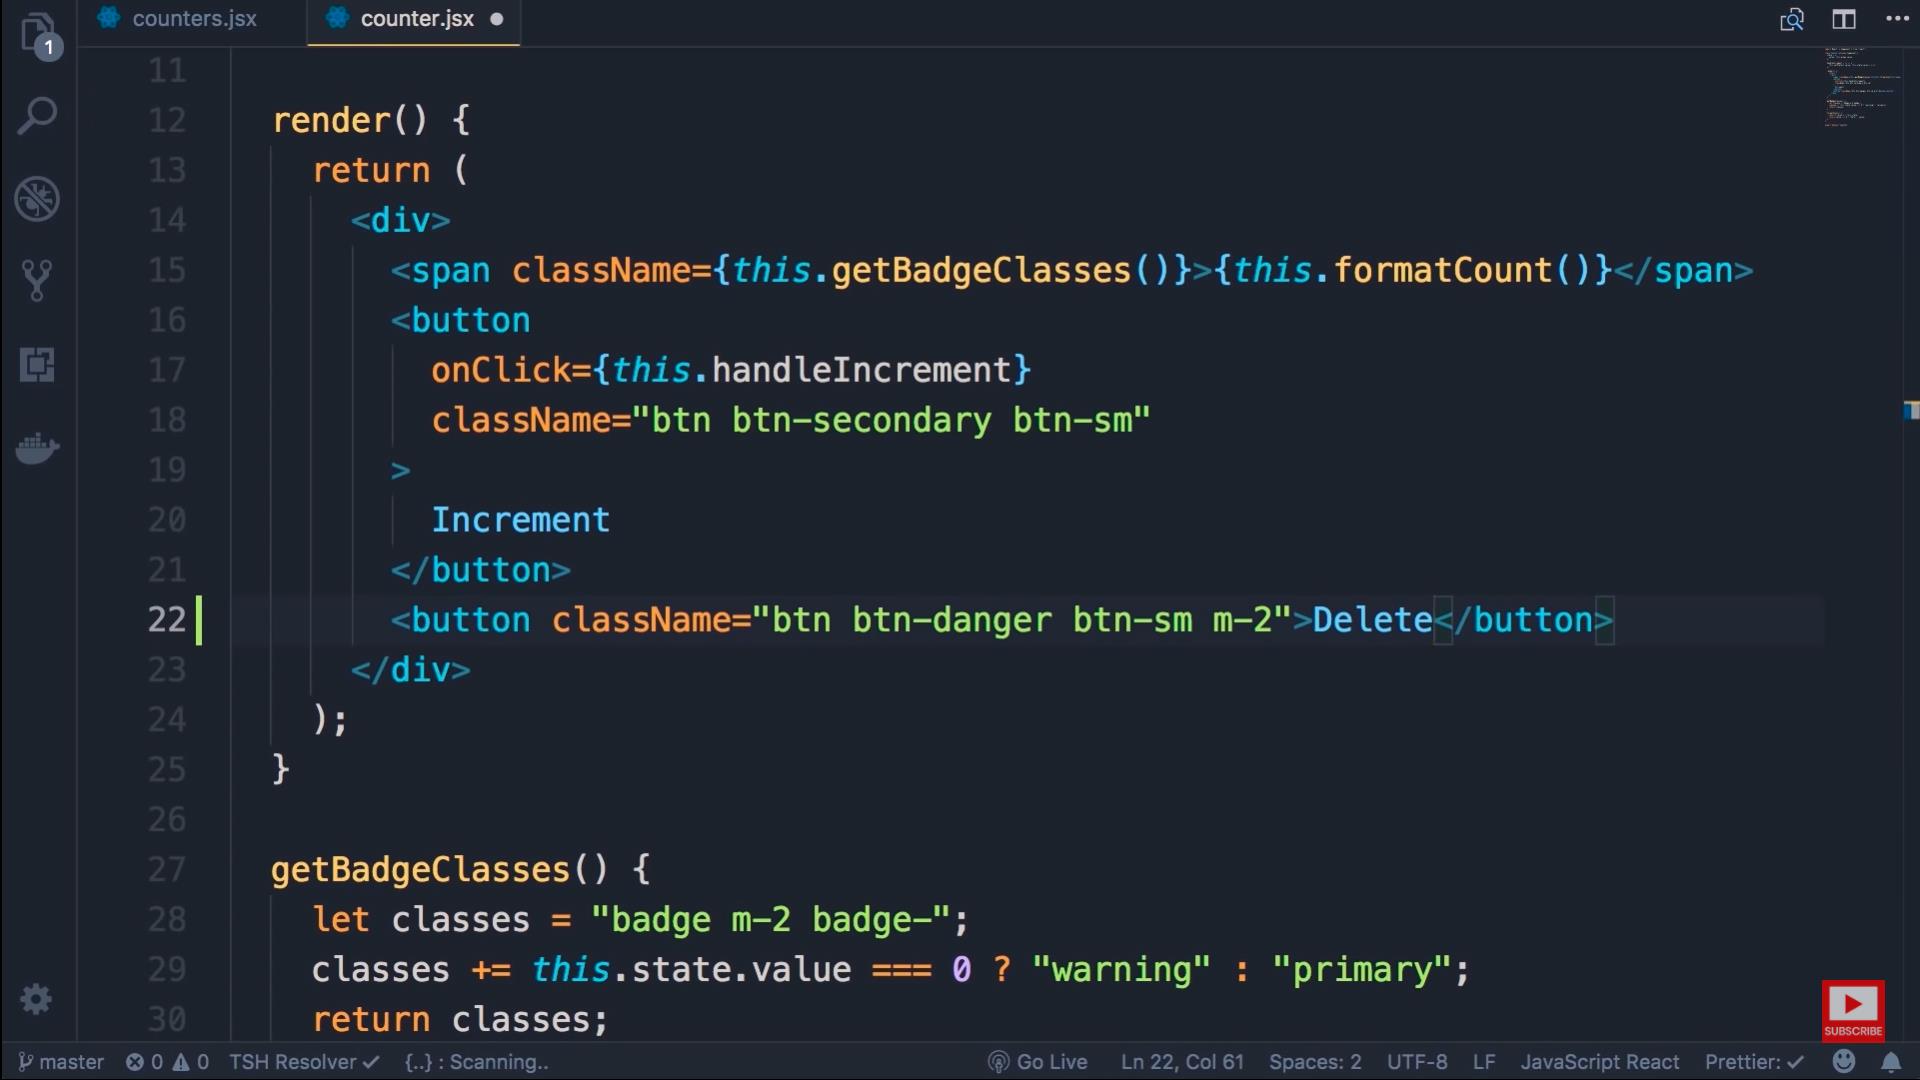 counters.jsx
counter.jsx
1
11
12 render() {
13 return (
14 <div>
15 <span className={this.getBadgeClasses()}>{this.formatCount()}</span>
16 <button
17 onClick={this.handleIncrement}
18 className="btn btn-secondary btn-sm"
19 >
20 Increment
21 </button>
22 <button className="btn btn-danger btn-sm m-2">Delete</button>
23 </div>
24 );
25 }
26
27 getBadgeClasses() {
28 let classes = "badge m-2 badge-";
29 classes += this.state.value === 0 ? "warning" : "primary";
30 return classes;
SUBSCRIBE
master 0 0 TSH Resolver ✓ {..} : Scanning.. Go Live Ln 22, Col 61 Spaces: 2 UTF-8 LF JavaScript React Prettier: ✓